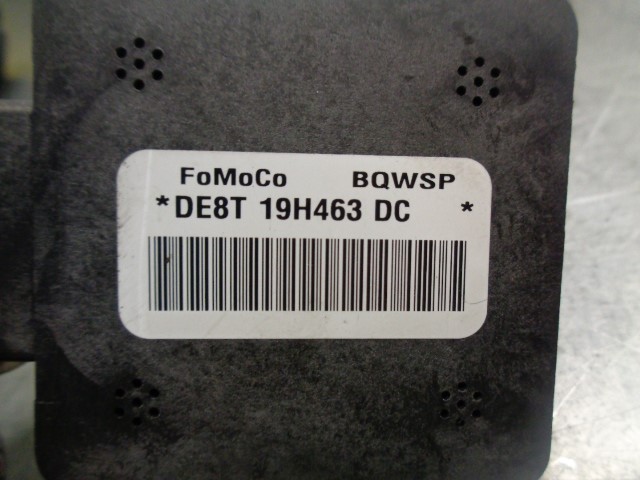 FoMoCo BQWSP
*DE8T 19H463 DC *